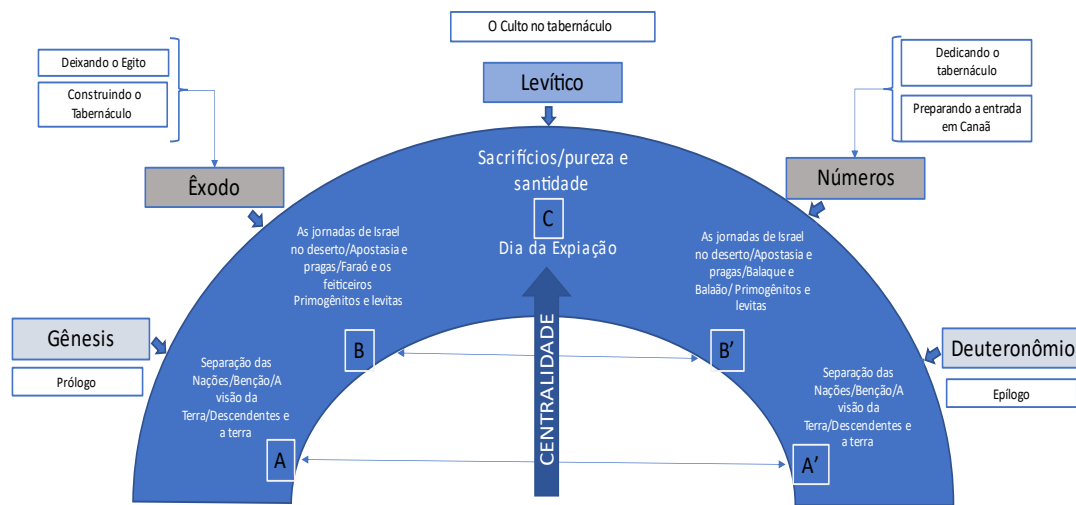 O Culto no tabernáculo
Levítico
Deixando o Egito
Construindo o
Tabernáculo
Êxodo
Dedicando o
tabernáculo
Preparando a entrada
em Canaã
Números
Sacrifícios/pureza e
santidade
C
Dia da Expiação
As jornadas de Israel
no deserto/Apostasia e
pragas/Faraó e os
feiticeiros
Primogênitos e levitas
B
As jornadas de Israel
no deserto/Apostasia e
pragas/Balaque e
Balaão/ Primogênitos e
levitas
B’
Gênesis
Prólogo
Separação das
Nações/Benção/A
visão da
Terra/Descendentes e
a terra
A
CENTRALIDADE
Deuteronômio
Epílogo
Separação das
Nações/Benção/A
visão da
Terra/Descendentes e
a terra
A’